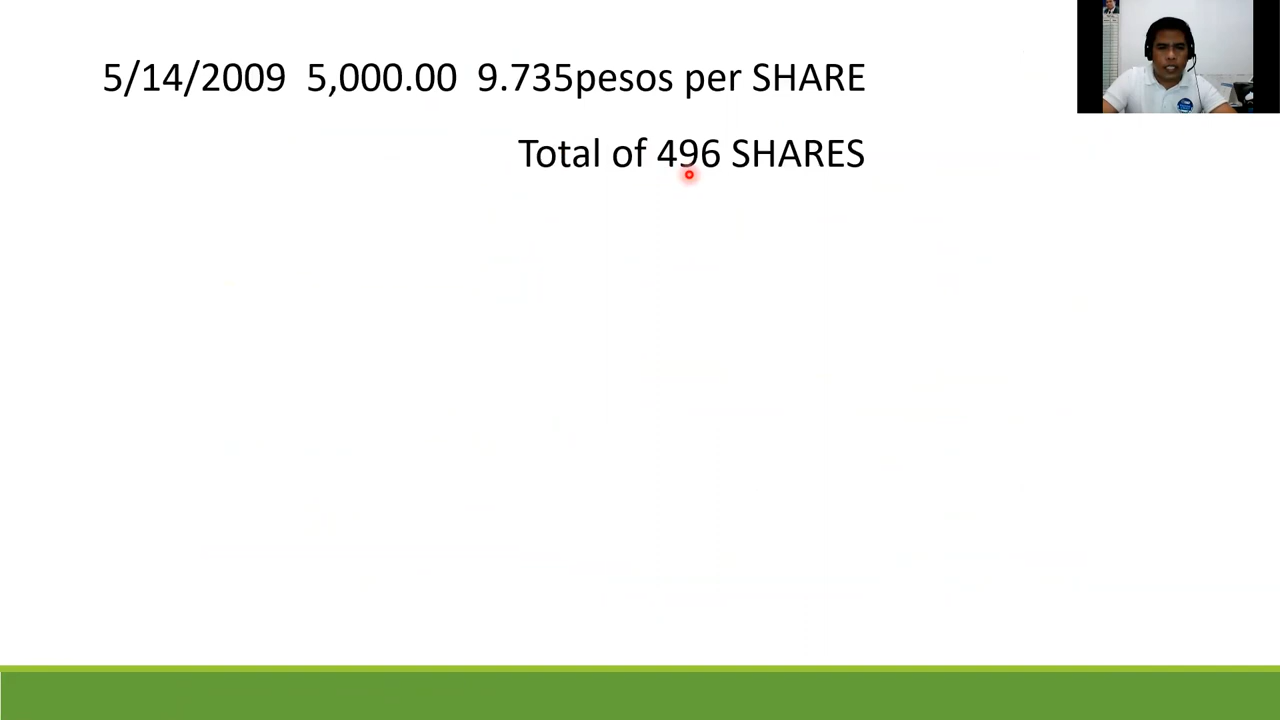 5/14/2009 5,000.00 9.735pesos per SHARE
Total of 496 SHARES